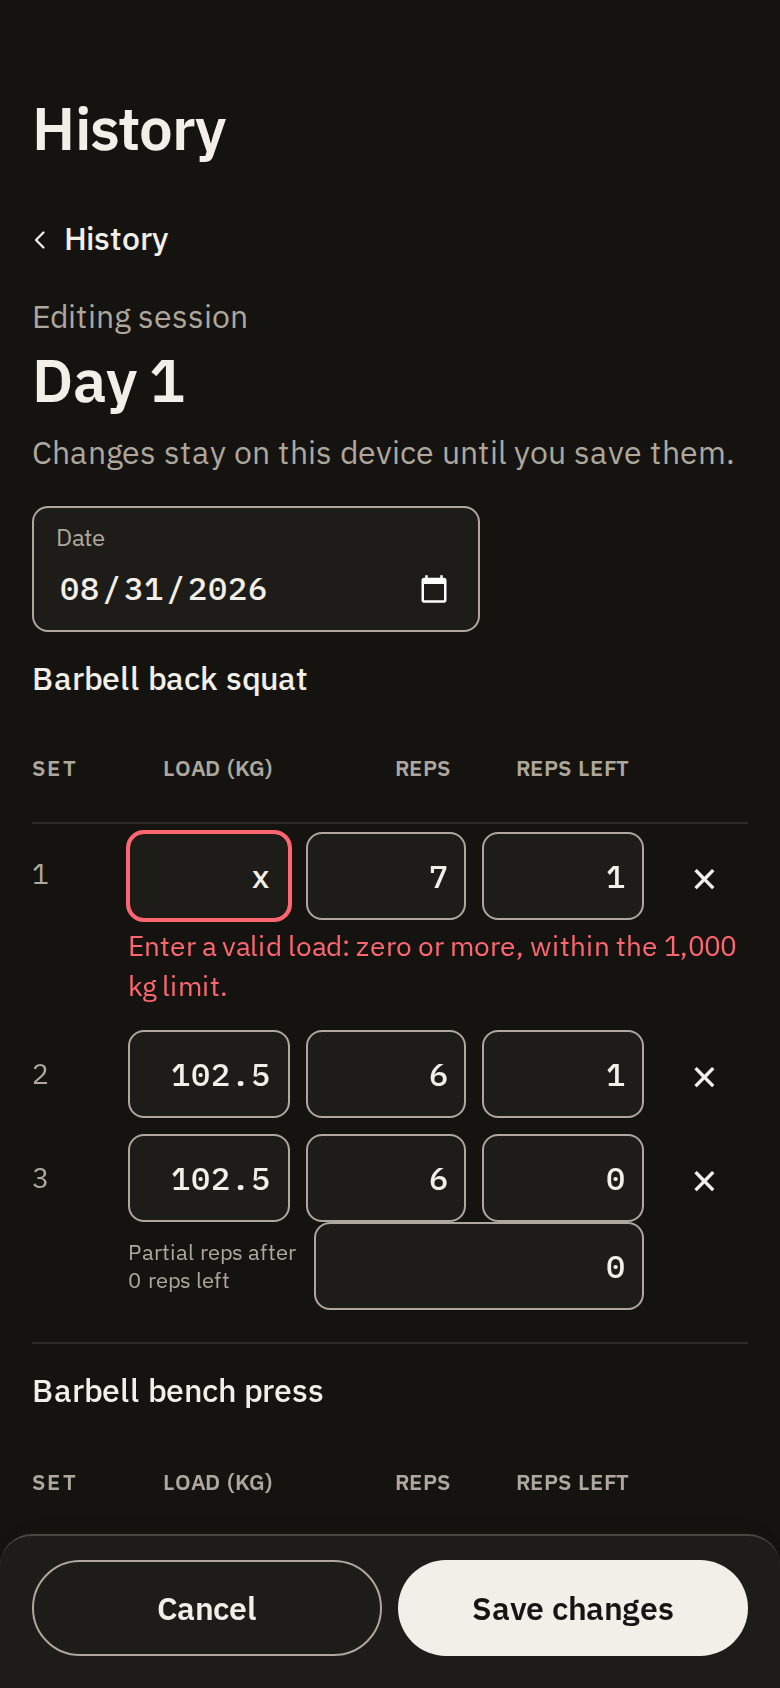 History
History
Editing session
Day 1
Changes stay on this device until you save them.
Date
08/31/2026
Barbell back squat
SET LOAD (KG) REPS REPS LEFT
1 x 7 1 ×
Enter a valid load: zero or more, within the 1,000
kg limit.
2 102.5 6 1 ×
3 102.5 6 0 ×
Partial reps after
0 reps left
0
Barbell bench press
SET LOAD (KG) REPS REPS LEFT
Cancel Save changes